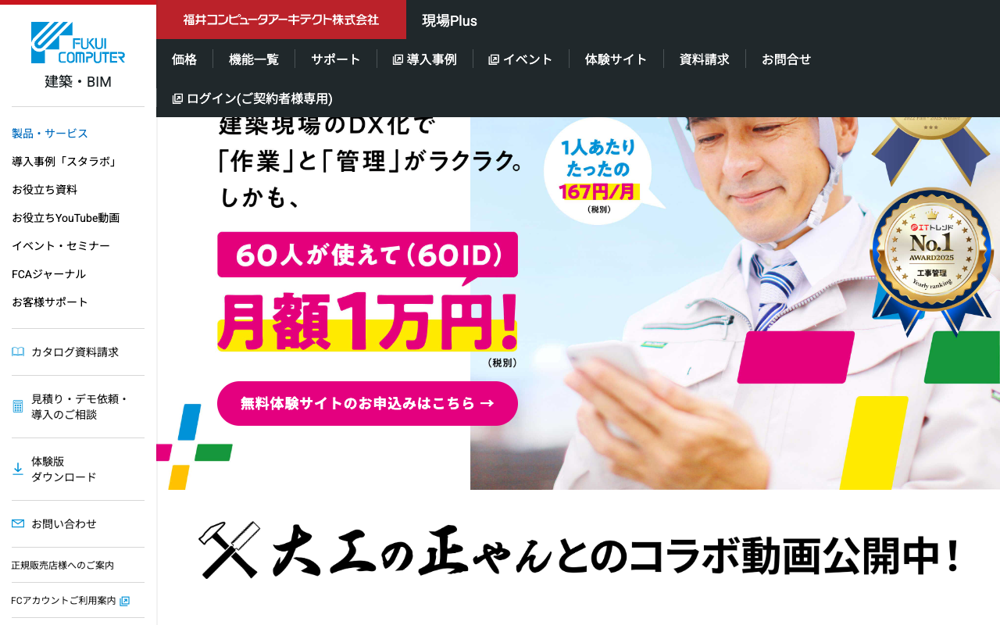 FUKUI
COMPUTER
建築・BIM
製品・サービス
導入事例「スタラボ」
お役立ち資料
お役立ちYouTube動画
イベント・セミナー
FCAジャーナル
お客様サポート
カタログ資料請求
見積り・デモ依頼・
導入のご相談
体験版
ダウンロード
お問い合わせ
正規販売店様へのご案内
FCアカウントご利用案内
福井コンピュータアーキテクト株式会社
現場Plus
価格
機能一覧
サポート
導入事例
イベント
体験サイト
資料請求
お問合せ
ログイン(ご契約者様専用)
建築現場のDX化で
「作業」と「管理」がラクラク。
しかも、
60人が使えて(60ID)
月額1万円!
(税別)
無料体験サイトのお申込みはこちら →
1人あたり
たったの
167円/月
(税別)
ITトレンド
No.1
AWARD2025
工事管理
Yearly ranking
大工の正やんとのコラボ動画公開中!